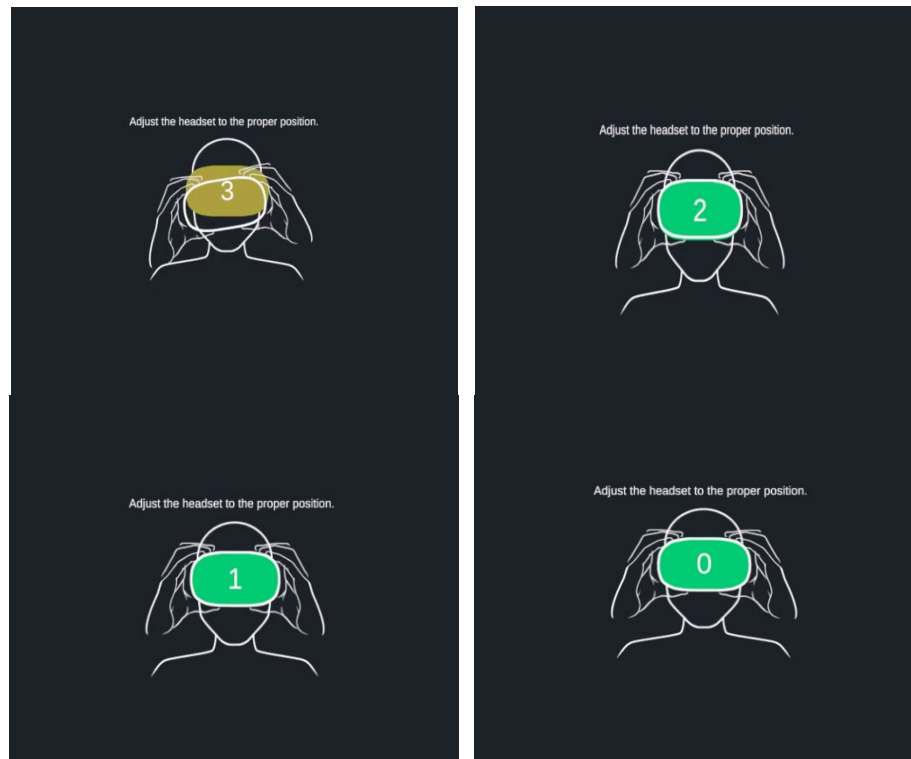 Adjust the headset to the proper position.
3
Adjust the headset to the proper position.
2
Adjust the headset to the proper position.
1
Adjust the headset to the proper position.
0